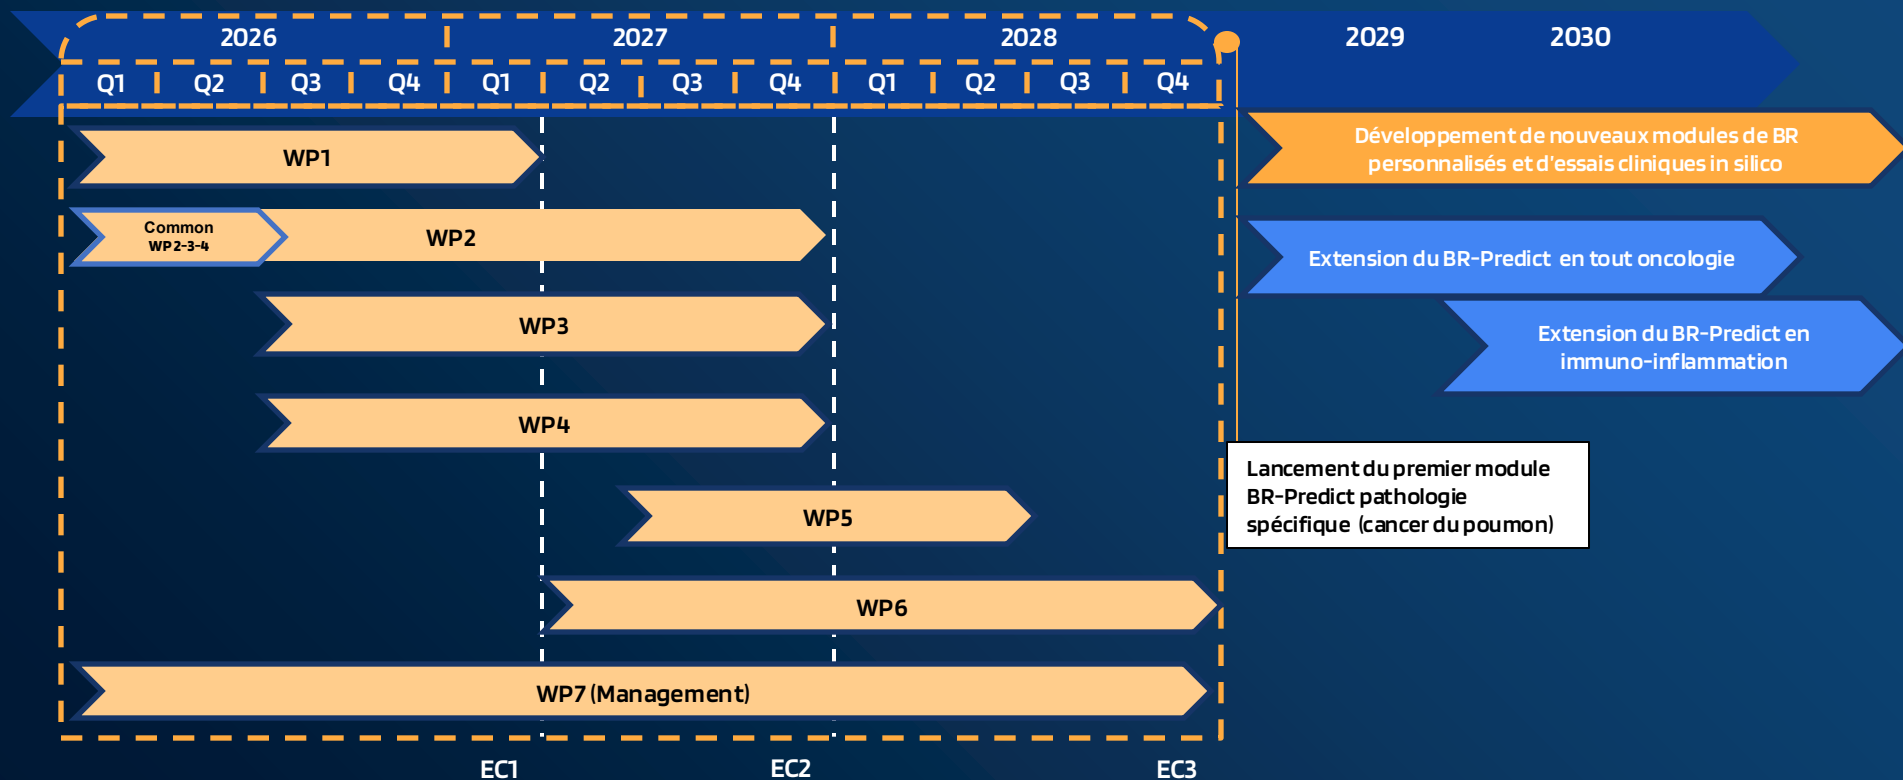 2026
2027
2028
2029
2030
Q1
Q2
Q3
Q4
Q1
Q2
Q3
Q4
Q1
Q2
Q3
Q4
WP1
Développement de nouveaux modules de BR
personnalisés et d'essais cliniques in silico
Common
WP2-3-4
WP2
Extension du BR-Predict en tout oncologie
WP3
Extension du BR-Predict en
immuno-inflammation
WP4
Lancement du premier module
BR-Predict pathologie
spécifique (cancer du poumon)
WP5
WP6
WP7 (Management)
EC1
EC2
EC3